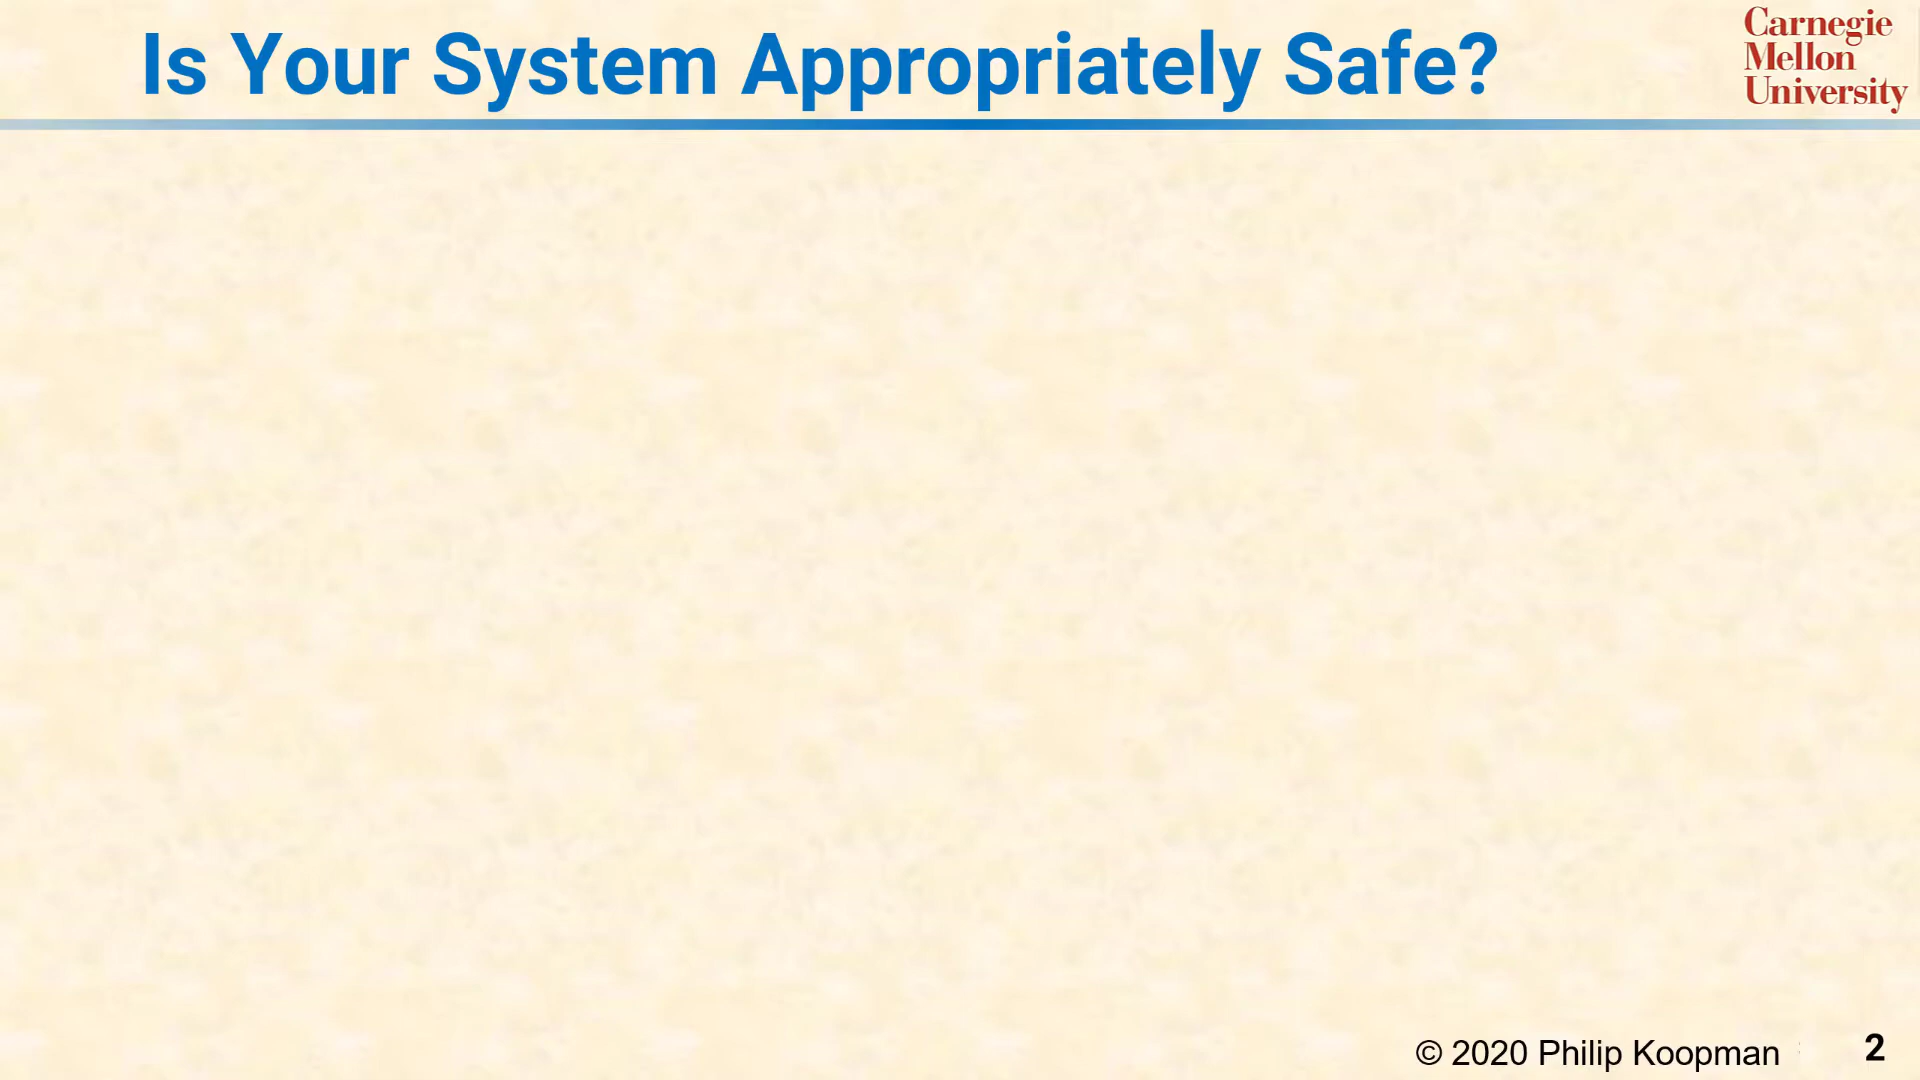 Is Your System Appropriately Safe?
Carnegie
Mellon
University
© 2020 Philip Koopman
2